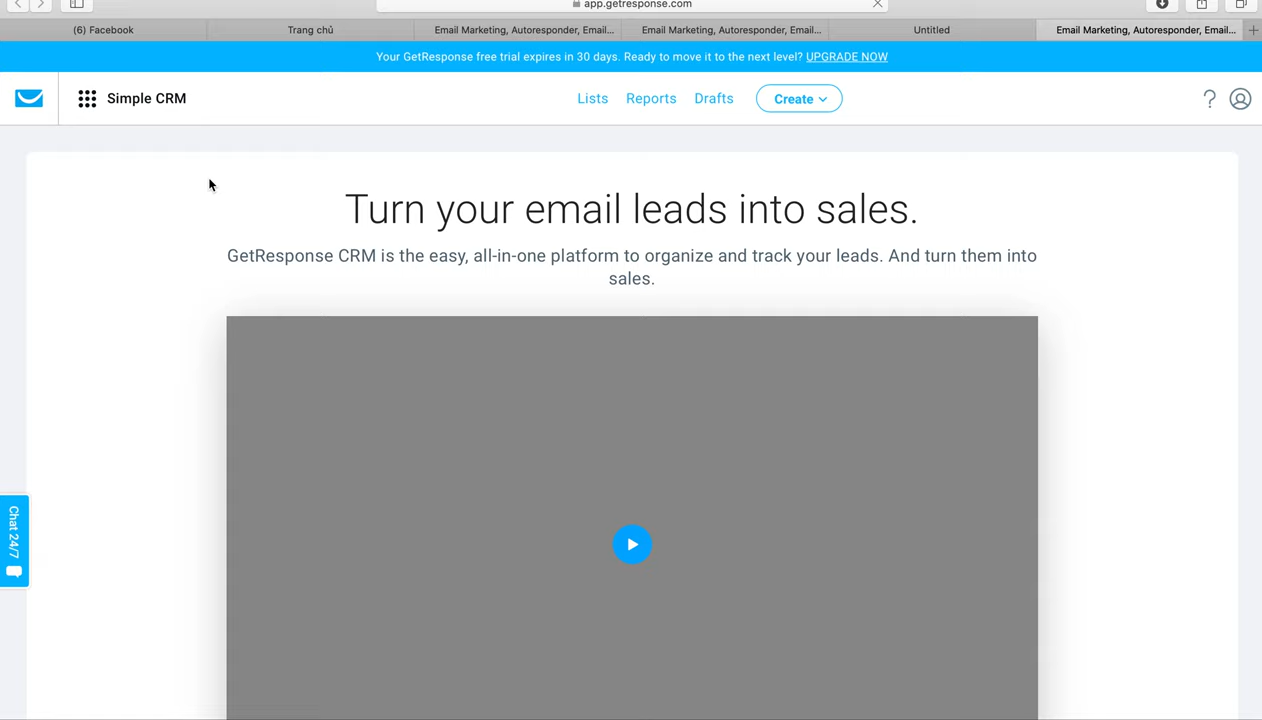 app.getresponse.com
(6) Facebook
Trang chủ
Email Marketing, Autoresponder, Email...
Email Marketing, Autoresponder, Email...
Untitled
Email Marketing, Autoresponder, Email...
Your GetResponse free trial expires in 30 days. Ready to move it to the next level? UPGRADE NOW
Simple CRM
Lists
Reports
Drafts
Create
?
Turn your email leads into sales.
GetResponse CRM is the easy, all-in-one platform to organize and track your leads. And turn them into
sales.
Chat 24/7